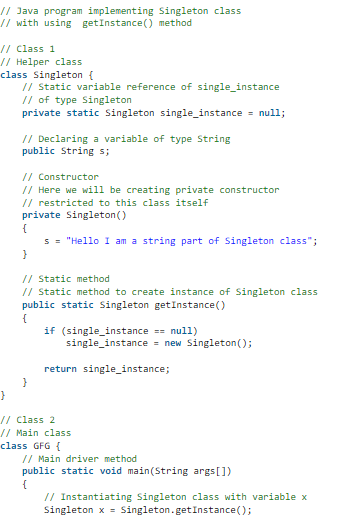 // Java program implementing Singleton class
// with using  getInstance() method
// Class 1
// Helper class
class Singleton {
// Static variable reference of single_instance
// of type Singleton
private static Singleton single_instance = null;
// Declaring a variable of type String
public String s;
// Constructor
// Here we will be creating private constructor
// restricted to this class itself
private Singleton()
{
s = "Hello I am a string part of Singleton class";
}
// Static method
// Static method to create instance of Singleton class
public static Singleton getInstance()
{
if (single_instance == null)
single_instance = new Singleton();
return single_instance;
}
}
// Class 2
// Main class
class GFG {
// Main driver method
public static void main(String args[])
{
// Instantiating Singleton class with variable x
Singleton x = Singleton.getInstance();